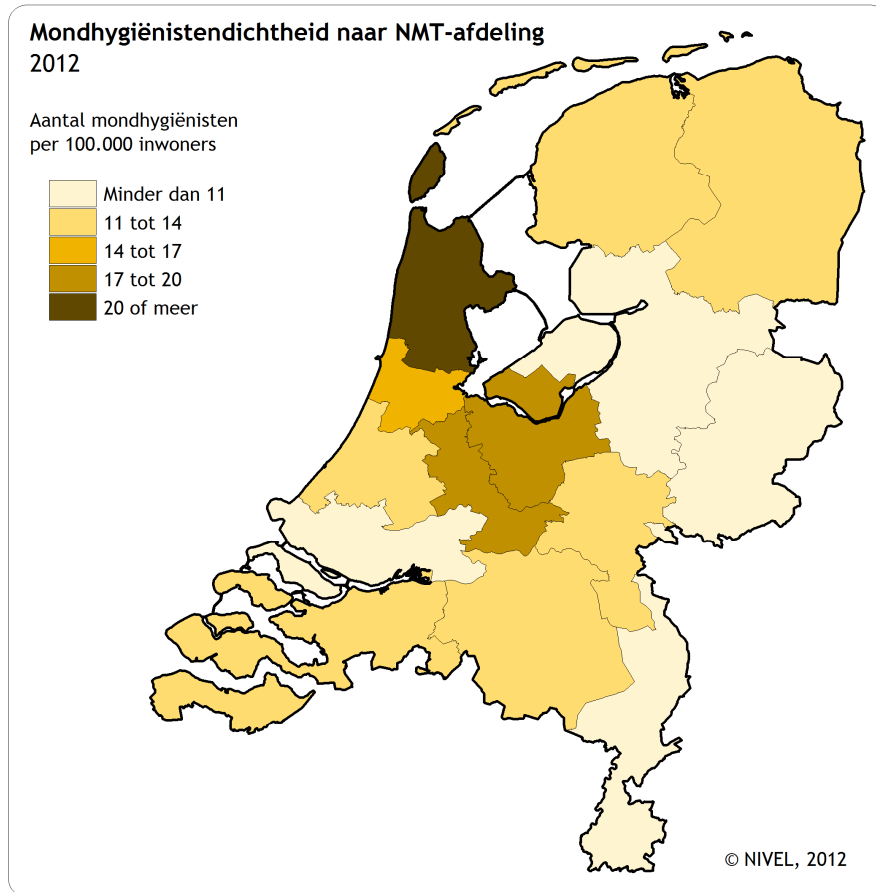 Mondhygiënistendichtheid naar NMT-afdeling
2012
Aantal mondhygiënisten
per 100.000 inwoners
Minder dan 11
11 tot 14
14 tot 17
17 tot 20
20 of meer
© NIVEL, 2012